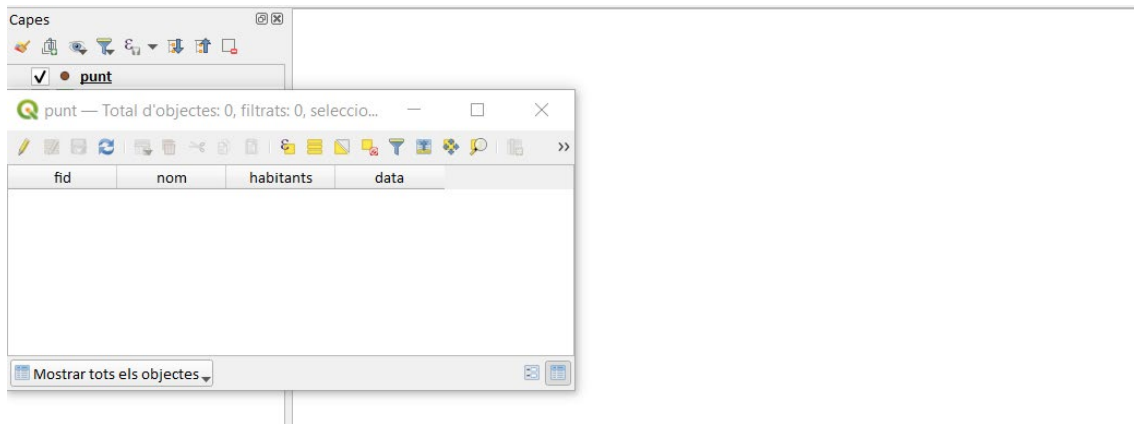 Capes
punt
punt — Total d'objectes: 0, filtrats: 0, seleccio...
fid nom habitants data
Mostrar tots els objectes